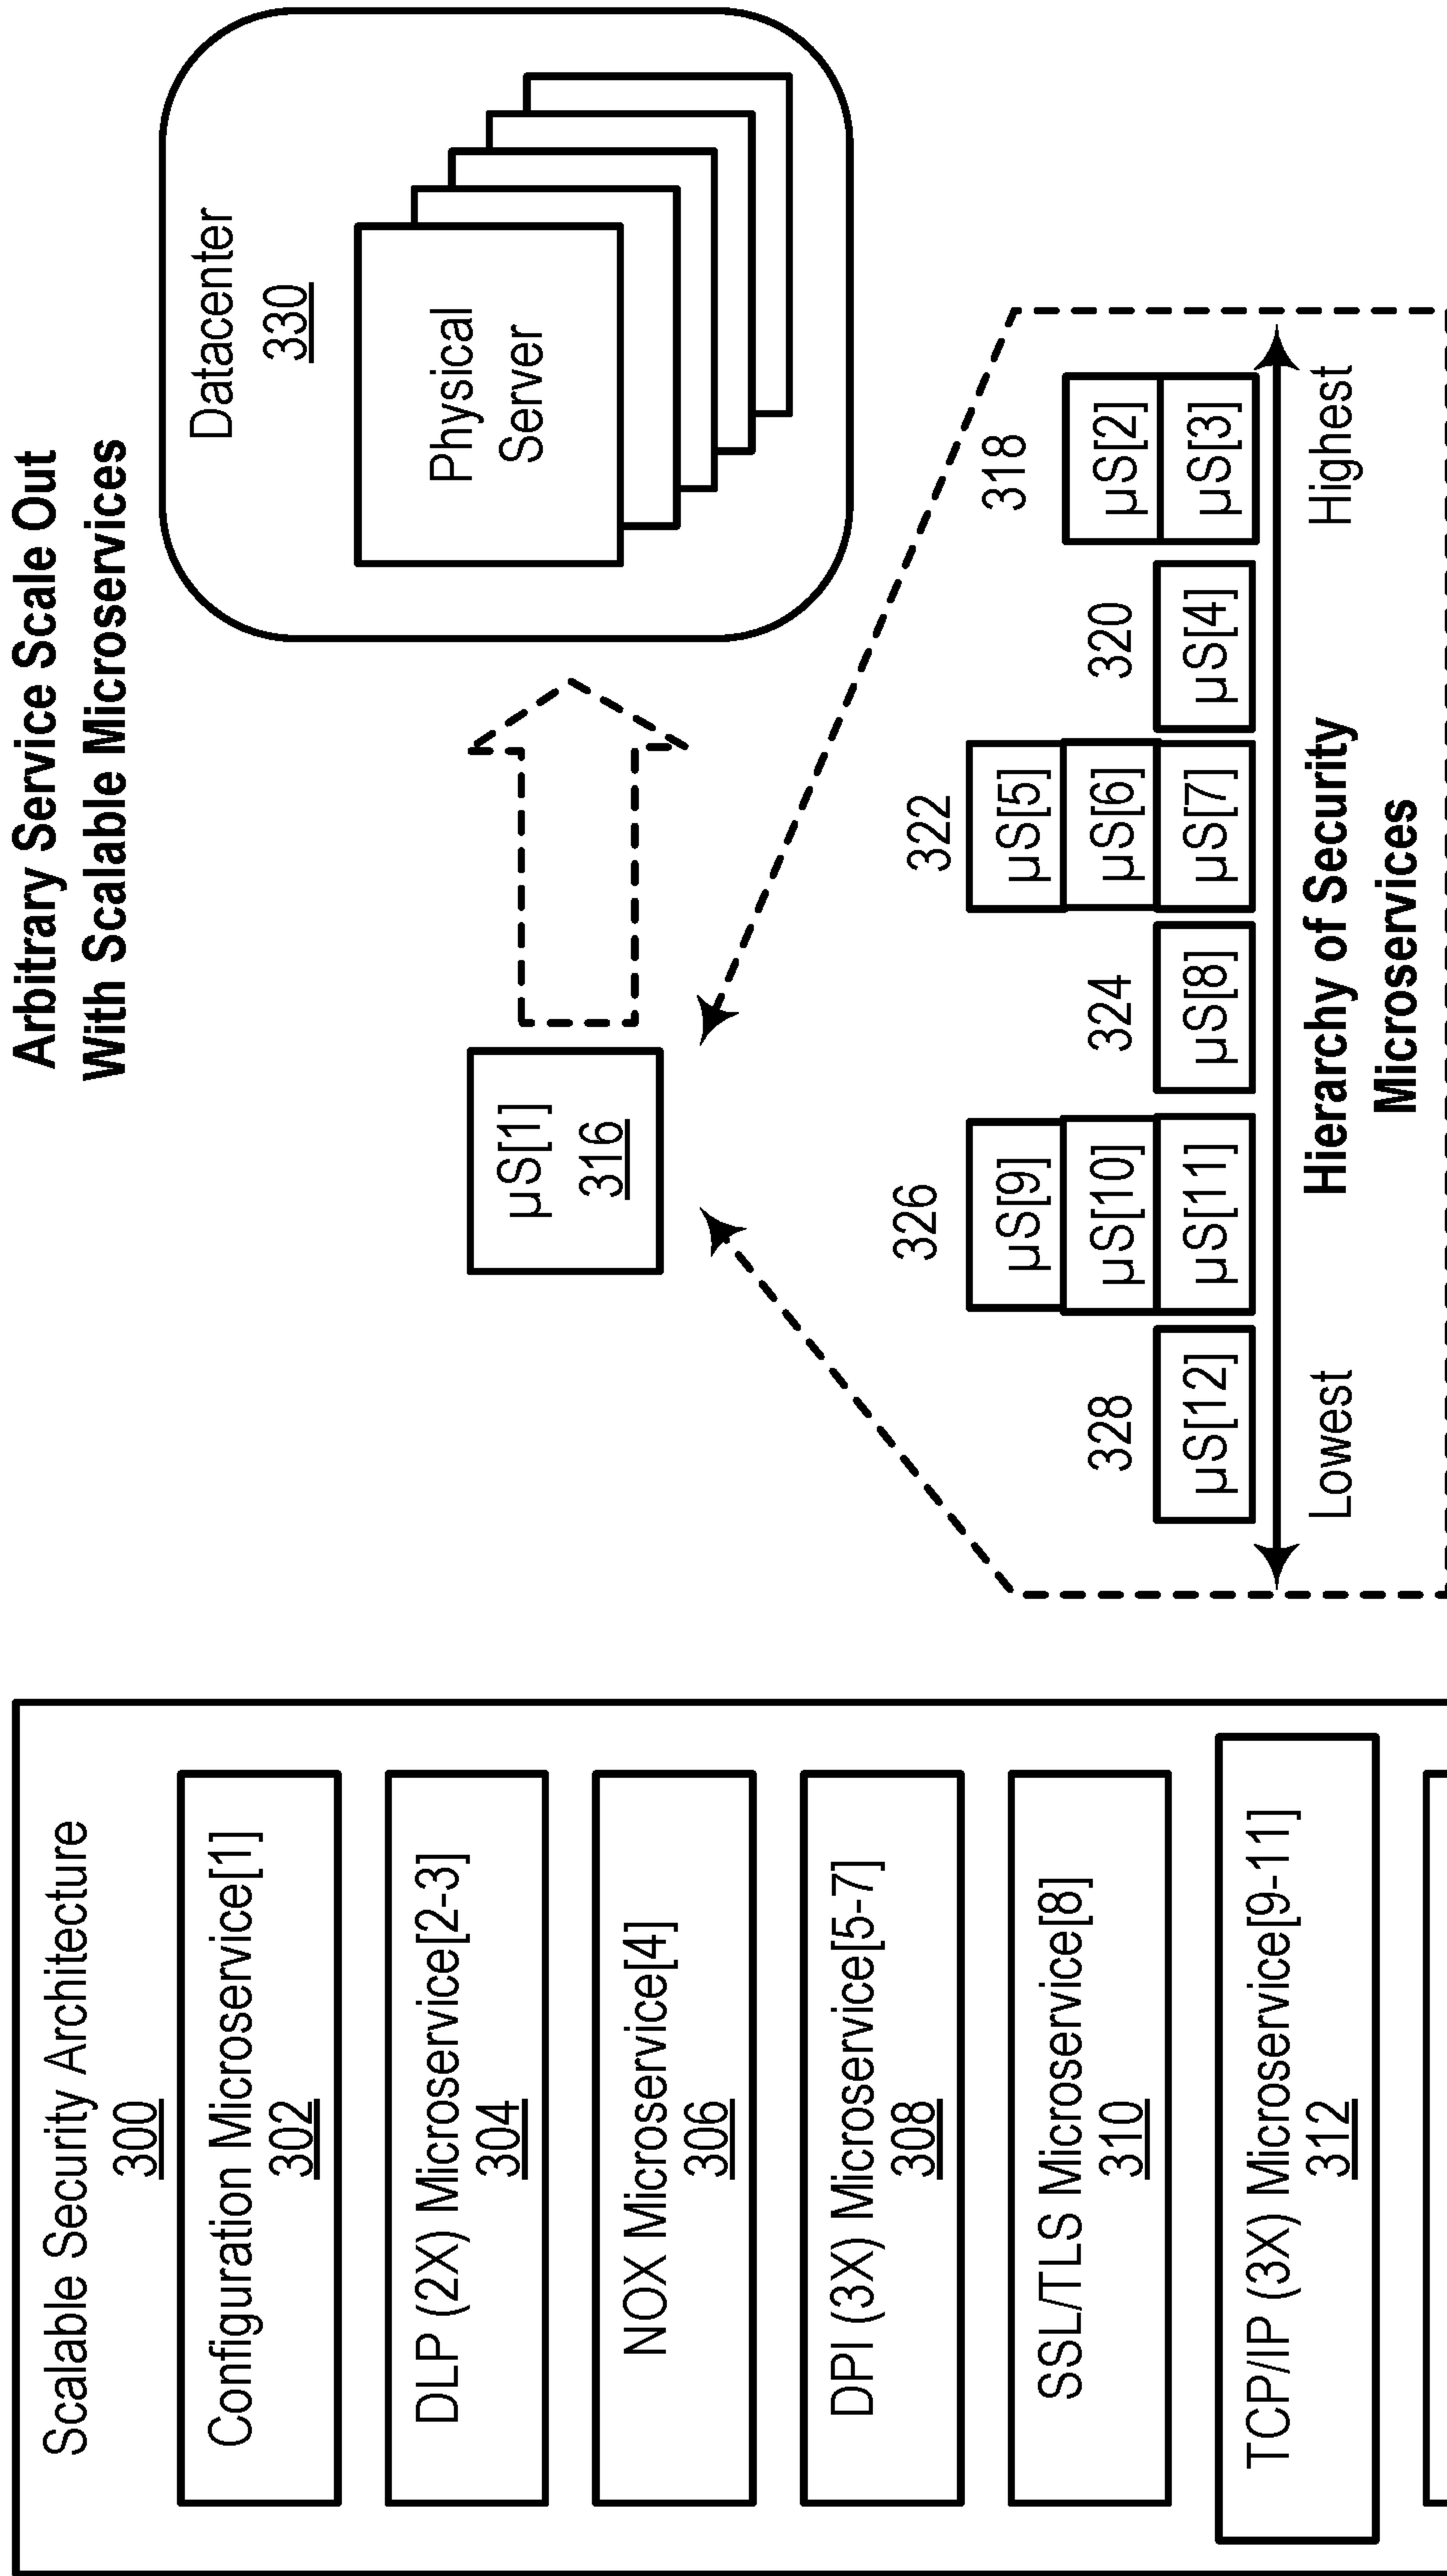 Scalable Security Architecture
300
Configuration Microservice[1]
302
DLP (2X) Microservice[2-3]
304
NOX Microservice[4]
306
DPI (3X) Microservice[5-7]
308
SSL/TLS Microservice[8]
310
TCP/IP (3X) Microservice[9-11]
312
Arbitrary Service Scale Out
With Scalable Microservices
µS[1]
316
Datacenter
330
Physical
Server
328
µS[12]
326
µS[9]
µS[10]
µS[11]
324
µS[8]
322
µS[5]
µS[6]
µS[7]
320
µS[4]
318
µS[2]
µS[3]
Lowest
Highest
Hierarchy of Security
Microservices